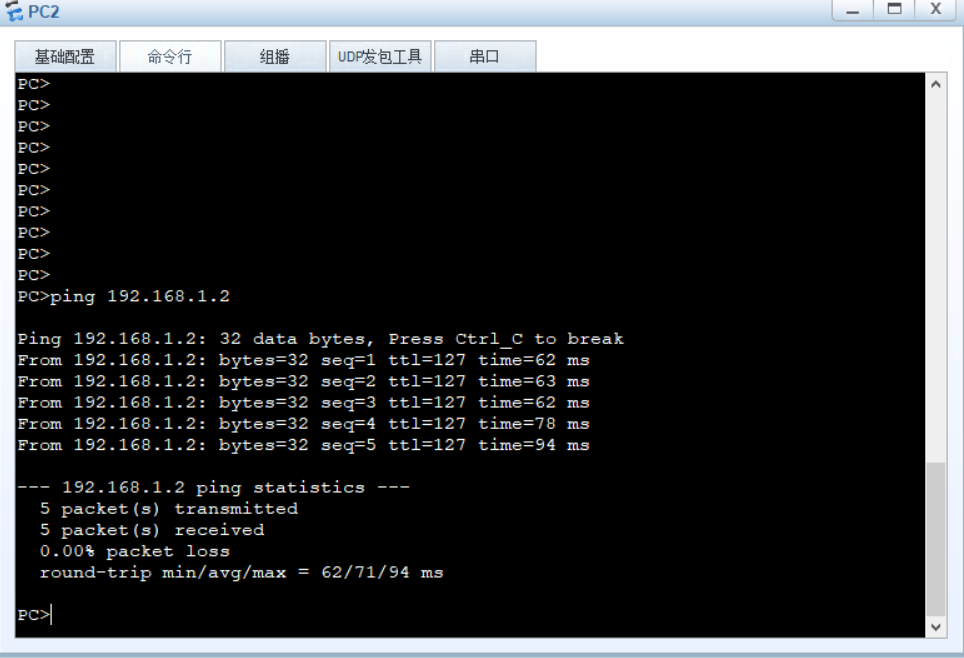 PC2
基础配置 命令行 组播 UDP发包工具 串口
PC>
PC>
PC>
PC>
PC>
PC>
PC>
PC>
PC>
PC>
PC>ping 192.168.1.2
Ping 192.168.1.2: 32 data bytes, Press Ctrl_C to break
From 192.168.1.2: bytes=32 seq=1 ttl=127 time=62 ms
From 192.168.1.2: bytes=32 seq=2 ttl=127 time=63 ms
From 192.168.1.2: bytes=32 seq=3 ttl=127 time=62 ms
From 192.168.1.2: bytes=32 seq=4 ttl=127 time=78 ms
From 192.168.1.2: bytes=32 seq=5 ttl=127 time=94 ms
--- 192.168.1.2 ping statistics ---
5 packet(s) transmitted
5 packet(s) received
0.00% packet loss
round-trip min/avg/max = 62/71/94 ms
PC>